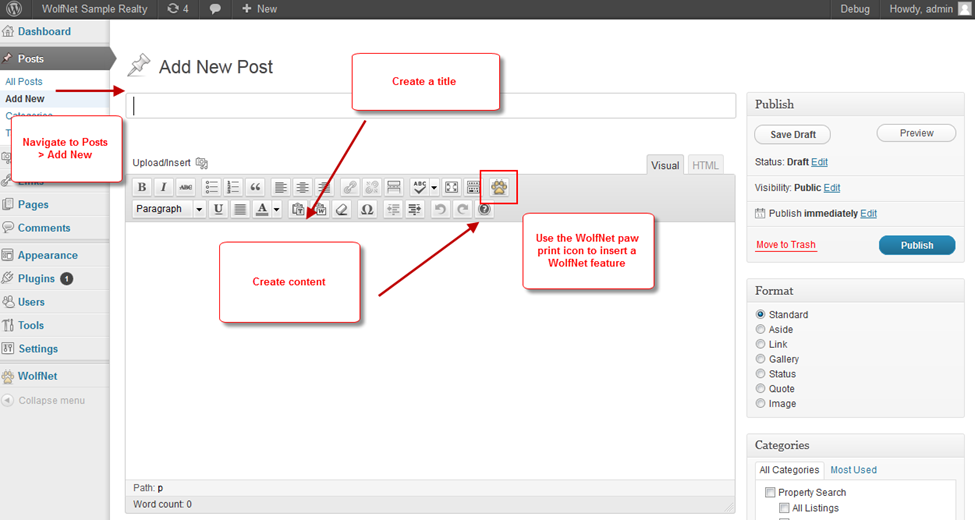 WolfNet Sample Realty 4 + New Debug Howdy, admin
Dashboard
Posts
All Posts
Add New
Categories
T
Navigate to Posts
> Add New
Links
Pages
Comments
Appearance
Plugins 1
Users
Tools
Settings
WolfNet
Collapse menu
Add New Post
Create a title
Upload/Insert
Visual HTML
B I ABC ABC
Paragraph U A Ω
Create content
Use the WolfNet paw
print icon to insert a
WolfNet feature
Path: p
Word count: 0
Publish
Save Draft Preview
Status: Draft Edit
Visibility: Public Edit
Publish immediately Edit
Move to Trash Publish
Format
Standard
Aside
Link
Gallery
Status
Quote
Image
Categories
All Categories Most Used
Property Search
All Listings